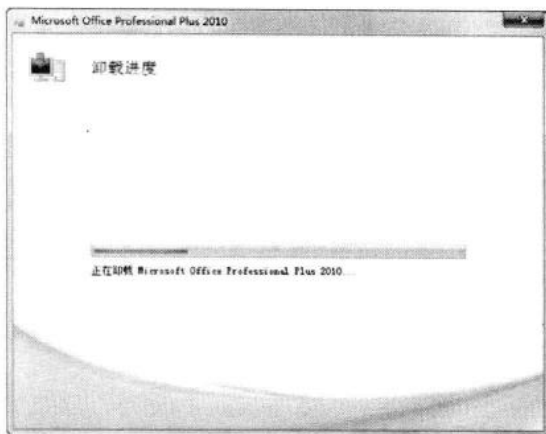 Microsoft Office Professional Plus 2010
卸载进度
正在卸载 Microsoft Office Professional Plus 2010...